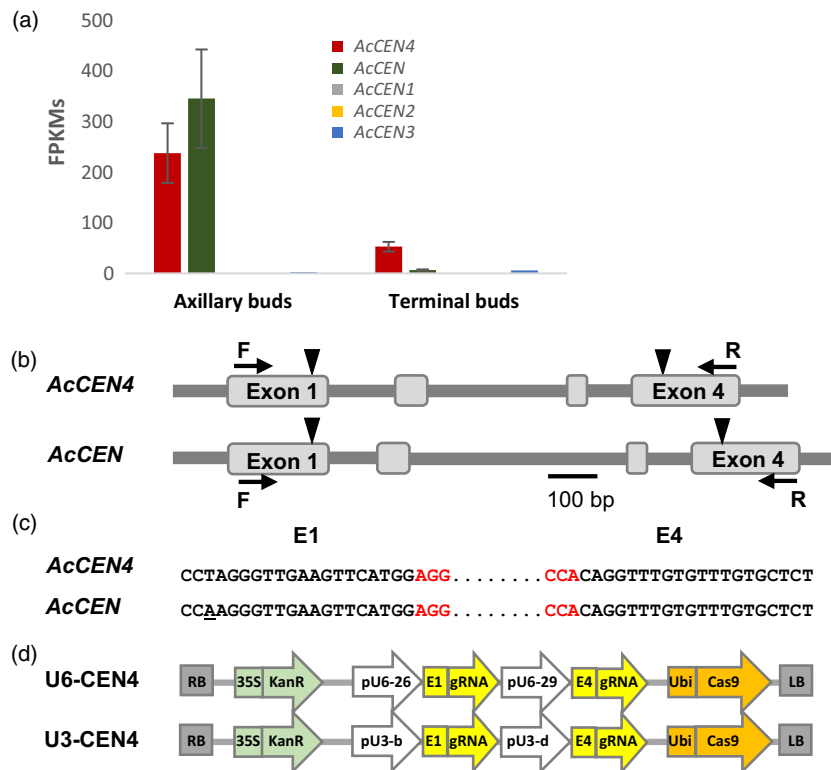 (a)
500
400
300
200
100
0
FPKMs
AcCEN4
AcCEN
AcCEN1
AcCEN2
AcCEN3
Axillary buds Terminal buds
(b)
F R
AcCEN4 Exon 1 Exon 4
AcCEN Exon 1 Exon 4
F 100 bp R
(c) E1 E4
AcCEN4 CCTAGGGTTGAAGTTCATGGAGG........CCACAGGTTTGTGTTTGTGCTCT
AcCEN CCAAGGGTTGAAGTTCATGGAGG........CCACAGGTTTGTGTTTGTGCTCT
(d)
U6-CEN4 RB 35S KanR pU6-26 E1 gRNA pU6-29 E4 gRNA Ubi Cas9 LB
U3-CEN4 RB 35S KanR pU3-b E1 gRNA pU3-d E4 gRNA Ubi Cas9 LB